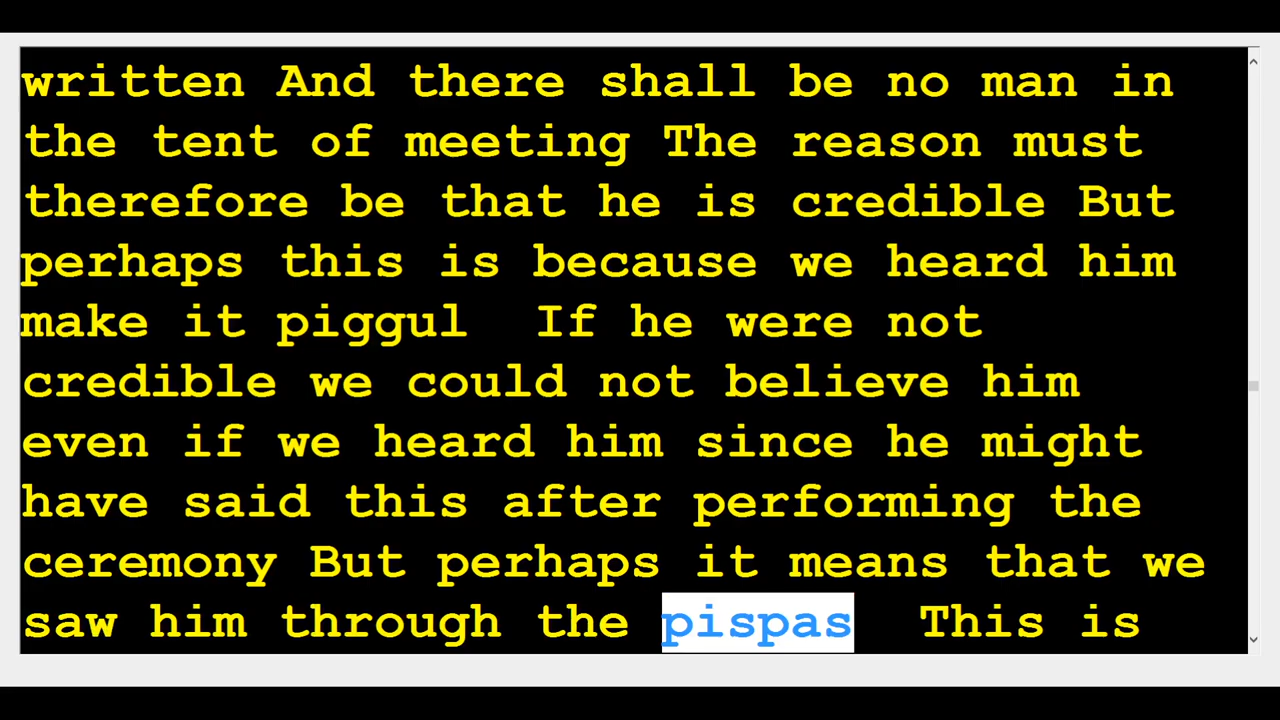 written And there shall be no man in
the tent of meeting The reason must
therefore be that he is credible But
perhaps this is because we heard him
make it piggul  If he were not
credible we could not believe him
even if we heard him since he might
have said this after performing the
ceremony But perhaps it means that we
saw him through the pispas  This is